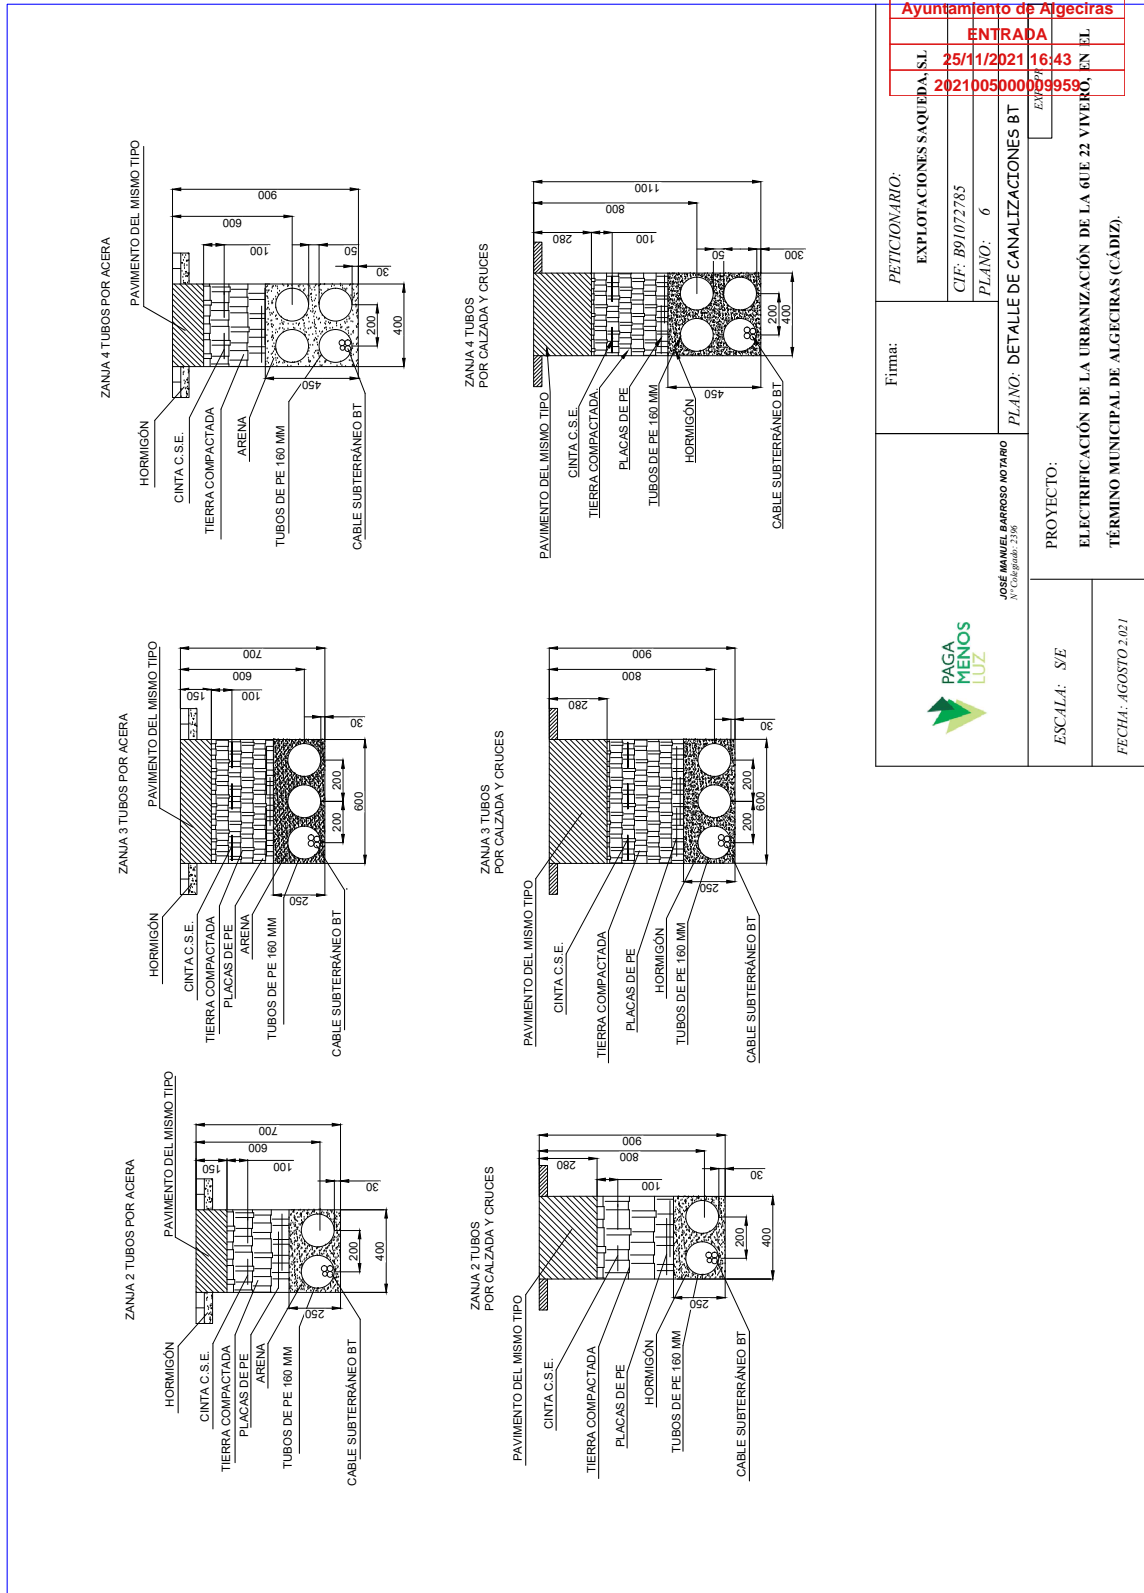 Ayuntamiento de Algeciras
ENTRADA
25/11/2021 16:43
2021005000009959
ZANJA 2 TUBOS POR ACERA
PAVIMENTO DEL MISMO TIPO
HORMIGÓN
CINTA C.S.E.
TIERRA COMPACTADA
PLACAS DE PE
ARENA
TUBOS DE PE 160 MM
CABLE SUBTERRÁNEO BT
150
600
700
100
30
250
200
400
ZANJA 3 TUBOS POR ACERA
PAVIMENTO DEL MISMO TIPO
HORMIGÓN
CINTA C.S.E.
TIERRA COMPACTADA
PLACAS DE PE
ARENA
TUBOS DE PE 160 MM
CABLE SUBTERRÁNEO BT
150
600
700
100
30
250
200
200
600
ZANJA 4 TUBOS POR ACERA
PAVIMENTO DEL MISMO TIPO
HORMIGÓN
CINTA C.S.E.
TIERRA COMPACTADA
ARENA
TUBOS DE PE 160 MM
CABLE SUBTERRÁNEO BT
600
900
100
50
30
450
200
400
ZANJA 2 TUBOS
POR CALZADA Y CRUCES
PAVIMENTO DEL MISMO TIPO
CINTA C.S.E.
TIERRA COMPACTADA
PLACAS DE PE
HORMIGÓN
TUBOS DE PE 160 MM
CABLE SUBTERRÁNEO BT
280
800
900
100
30
250
200
400
ZANJA 3 TUBOS
POR CALZADA Y CRUCES
PAVIMENTO DEL MISMO TIPO
CINTA C.S.E.
TIERRA COMPACTADA
PLACAS DE PE
HORMIGÓN
TUBOS DE PE 160 MM
CABLE SUBTERRÁNEO BT
280
800
900
30
250
200
200
600
ZANJA 4 TUBOS
POR CALZADA Y CRUCES
PAVIMENTO DEL MISMO TIPO
CINTA C.S.E.
TIERRA COMPACTADA.
PLACAS DE PE
TUBOS DE PE 160 MM
HORMIGÓN
CABLE SUBTERRÁNEO BT
280
800
1100
100
50
300
450
200
400
PAGA
MENOS
LUZ
JOSÉ MANUEL BARROSO NOTARIO
Nº Colegiado: 2396
Firma:
PETICIONARIO:
EXPLOTACIONES SAQUEDA, S.L
CIF: B91072785
PLANO: 6
PLANO: DETALLE DE CANALIZACIONES BT
ESCALA: S/E
FECHA: AGOSTO 2.021
PROYECTO:
ELECTRIFICACIÓN DE LA URBANIZACIÓN DE LA 6UE 22 VIVERO, EN EL
TÉRMINO MUNICIPAL DE ALGECIRAS (CÁDIZ).